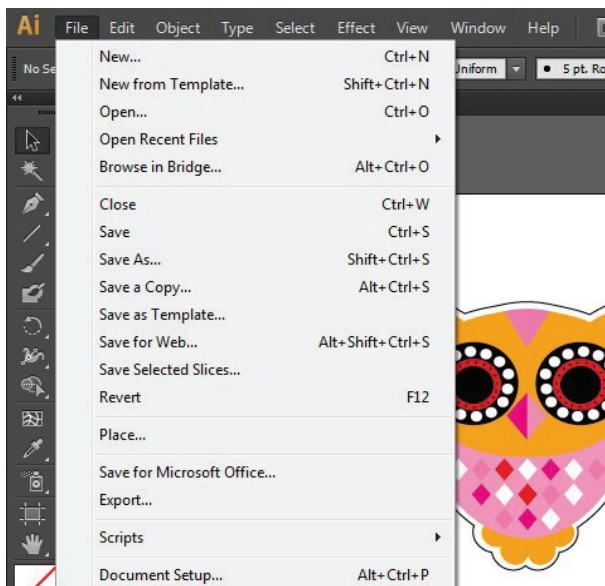 Ai File Edit Object Type Select Effect View Window Help
No Se
Uniform
5 pt. Ro
New... Ctrl+N
New from Template... Shift+Ctrl+N
Open... Ctrl+O
Open Recent Files
Browse in Bridge... Alt+Ctrl+O
Close Ctrl+W
Save Ctrl+S
Save As... Shift+Ctrl+S
Save a Copy... Alt+Ctrl+S
Save as Template...
Save for Web... Alt+Shift+Ctrl+S
Save Selected Slices...
Revert F12
Place...
Save for Microsoft Office...
Export...
Scripts
Document Setup... Alt+Ctrl+P